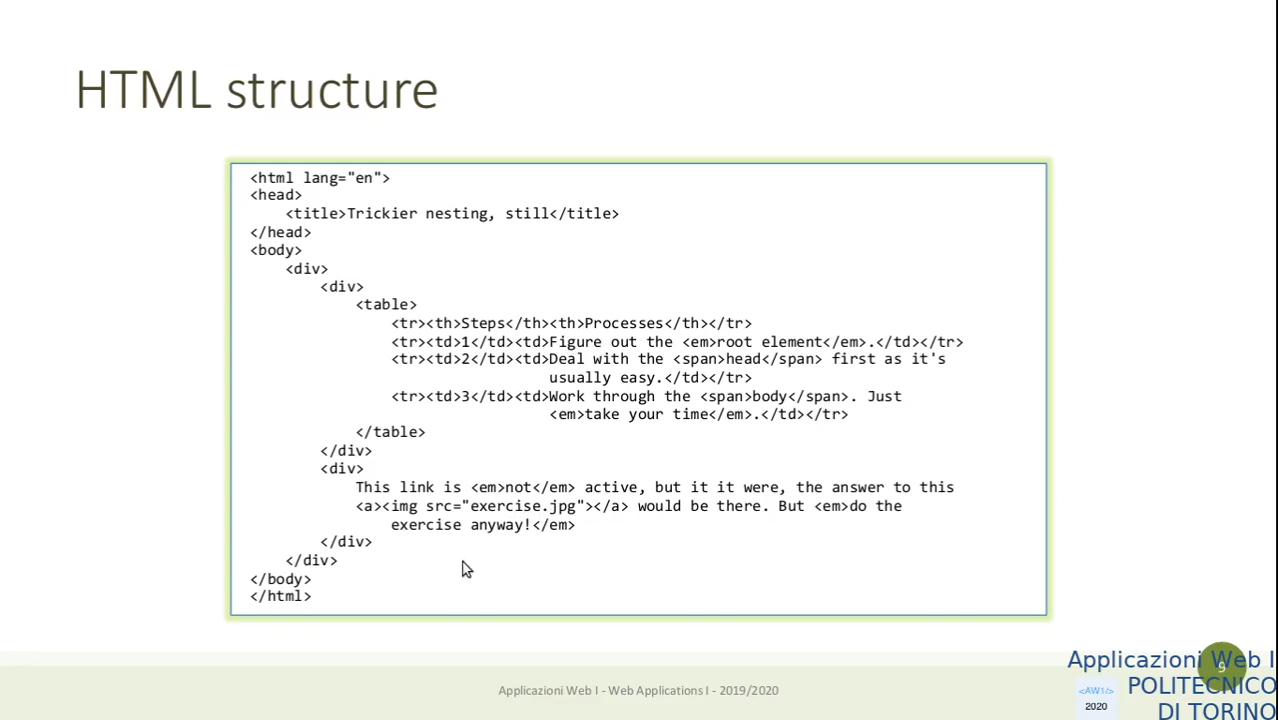 HTML structure
<html lang="en">
<head>
    <title>Trickier nesting, still</title>
</head>
<body>
    <div>
        <div>
            <table>
                <tr><th>Steps</th><th>Processes</th></tr>
                <tr><td>1</td><td>Figure out the <em>root element</em>.</td></tr>
                <tr><td>2</td><td>Deal with the <span>head</span> first as it's
                                  usually easy.</td></tr>
                <tr><td>3</td><td>Work through the <span>body</span>. Just
                                  <em>take your time</em>.</td></tr>
            </table>
        </div>
        <div>
            This link is <em>not</em> active, but it it were, the answer to this
            <a><img src="exercise.jpg"></a> would be there. But <em>do the
                exercise anyway!</em>
        </div>
    </div>
</body>
</html>
Applicazioni Web I - Web Applications I - 2019/2020
9
Applicazioni Web I
POLITECNICO
DI TORINO
<AW1/>
2020